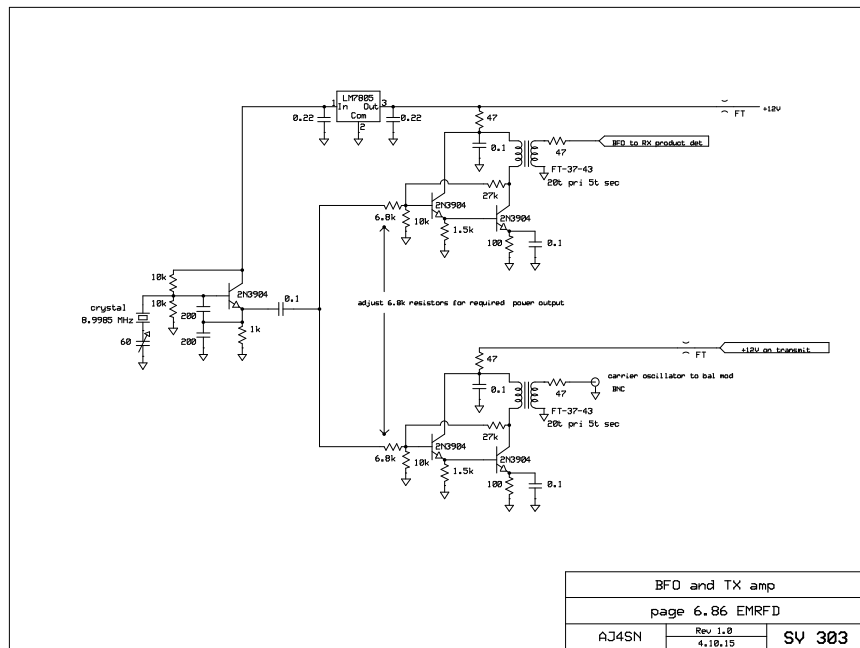 LM7805
1 In Out 3
Com
2
0.22
0.22
47
FT
+12V
0.1
47
BFO to RX product det
FT-37-43
20t pri 5t sec
27k
2N3904
6.8k
10k
2N3904
1.5k
100
0.1
10k
2N3904
0.1
crystal
8.9985 MHz
10k
200
60
200
1k
adjust 6.8k resistors for required power output
47
FT
+12V on transmit
0.1
carrier oscillator to bal mod
47
BNC
FT-37-43
20t pri 5t sec
27k
2N3904
6.8k
10k
2N3904
1.5k
100
0.1
BFO and TX amp
page 6.86 EMRFD
AJ4SN
Rev 1.0
4.10.15
SV 303